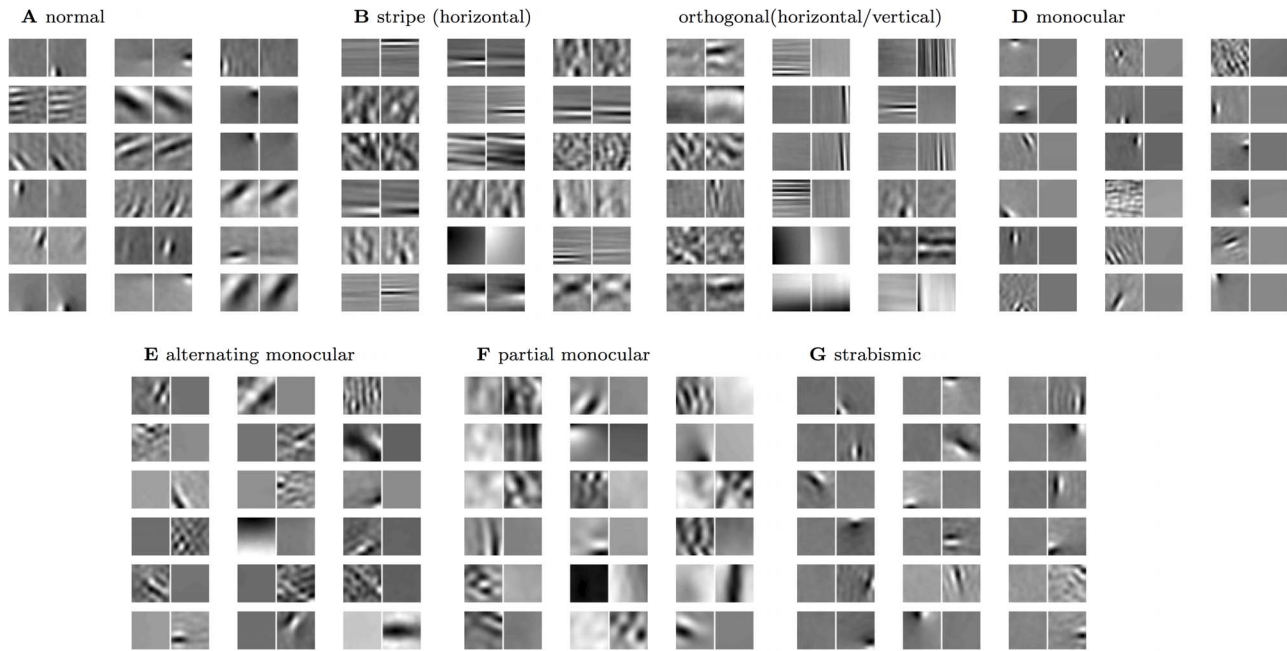 A normal
B stripe (horizontal)
orthogonal(horizontal/vertical)
D monocular
E alternating monocular
F partial monocular
G strabismic